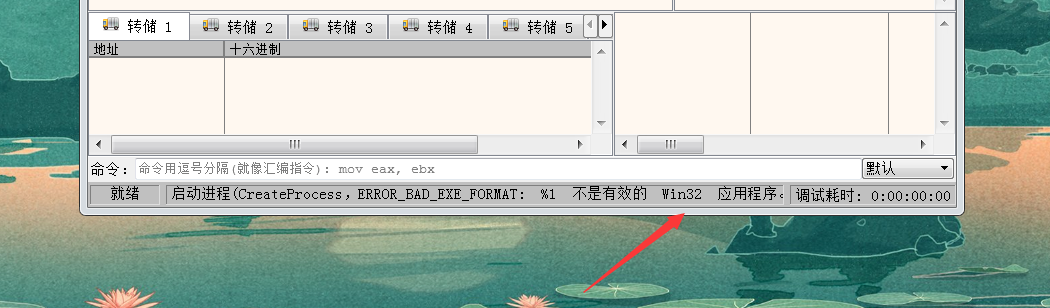 转储 1 转储 2 转储 3 转储 4 转储 5
地址 十六进制
命令: 命令用逗号分隔(就像汇编指令): mov eax, ebx 默认
就绪 启动进程(CreateProcess, ERROR_BAD_EXE_FORMAT: %1 不是有效的 Win32 应用程序。 调试耗时: 0:00:00:00